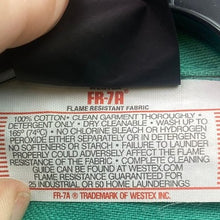 FR-7A®
FLAME RESISTANT FABRIC
100% COTTON • CLEAN GARMENT THOROUGHLY •
DETERGENT ONLY • DRY CLEANABLE • WASH UP TO
165° (74°C) • NO CHLORINE BLEACH OR HYDROGEN
PEROXIDE EITHER SEPARATELY OR IN DETERGENTS •
NO STARCH OR SOFTENERS • FAILURE TO LAUNDER
PROPERLY COULD ADVERSELY AFFECT THE FLAME
RESISTANCE OF THE FABRIC • COMPLETE CLEANING
GUIDE CAN BE VIEWED AT WESTEX.COM
FLAME RESISTANCE GUARANTEED FOR
25 INDUSTRIAL OR 50 HOME LAUNDERINGS
FR-7A ® TRADEMARK OF WESTEX INC.